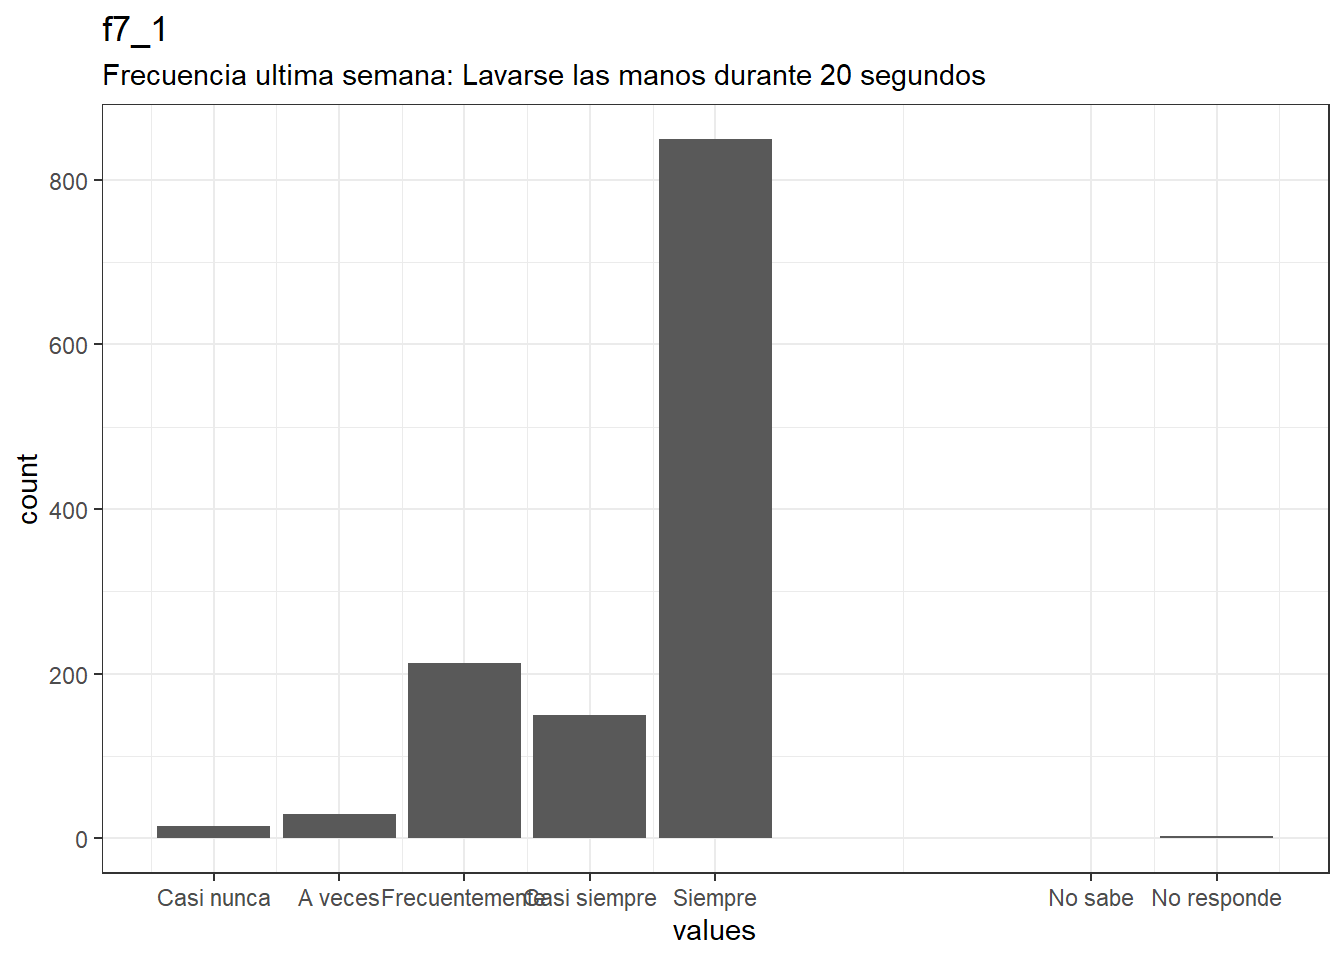 f7_1
Frecuencia ultima semana: Lavarse las manos durante 20 segundos
800
600
400
200
0
count
Casi nunca A veces Frecuentemente Casi siempre Siempre No sabe No responde
values